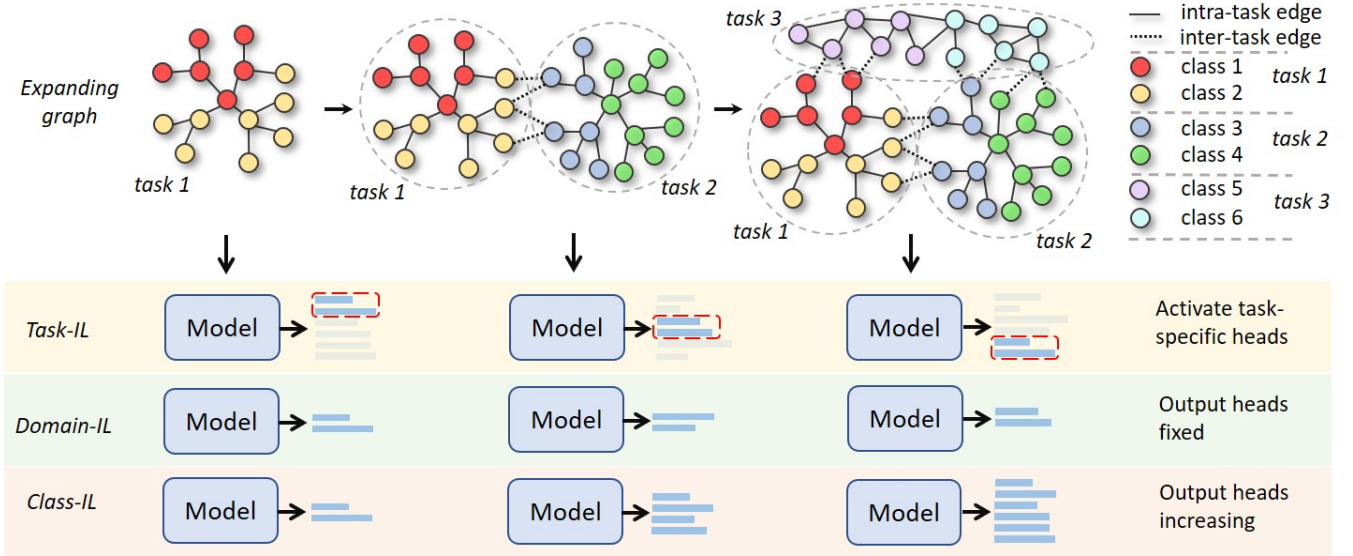 task 3
intra-task edge
inter-task edge
Expanding
graph
class 1
class 2
task 1
class 3
class 4
task 2
class 5
class 6
task 3
task 1
task 1
task 2
task 1
task 2
Task-IL
Model
Model
Model
Activate task-
specific heads
Domain-IL
Model
Model
Model
Output heads
fixed
Class-IL
Model
Model
Model
Output heads
increasing